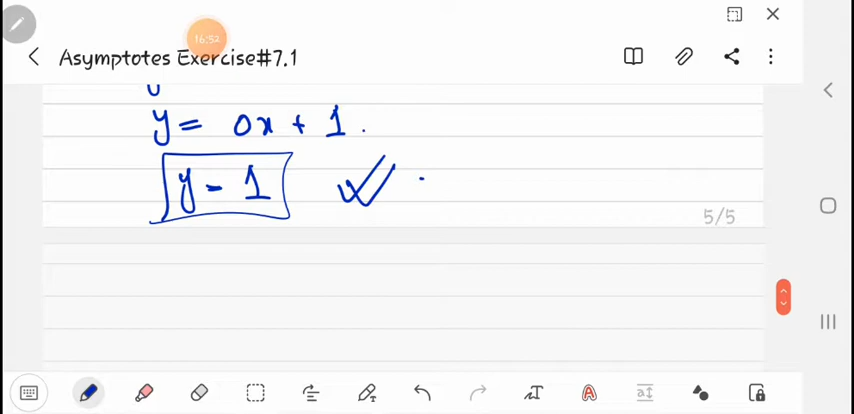 16:52
Asymptotes Exercise#7.1
y = 0x + 1.
y - 1
5/5